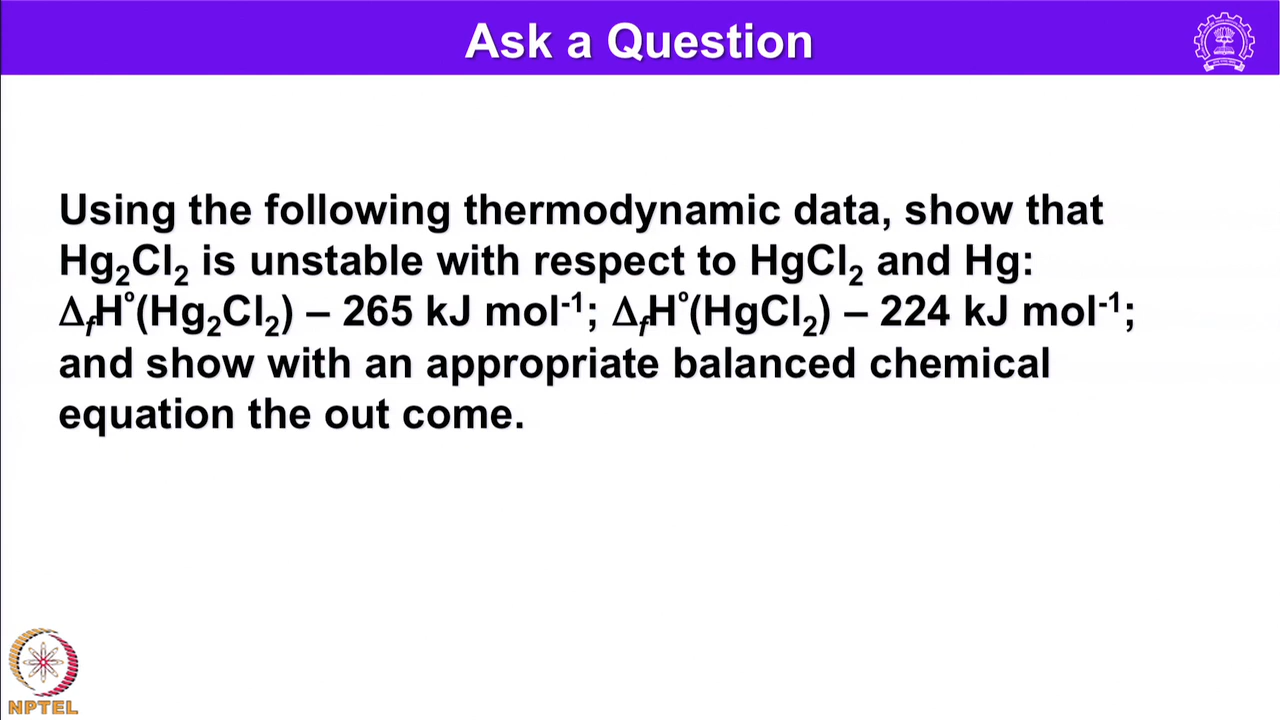 Ask a Question
Using the following thermodynamic data, show that
Hg₂Cl₂ is unstable with respect to HgCl₂ and Hg:
Δ𝑓H°(Hg₂Cl₂) – 265 kJ mol⁻¹; Δ𝑓H°(HgCl₂) – 224 kJ mol⁻¹;
and show with an appropriate balanced chemical
equation the out come.
NPTEL